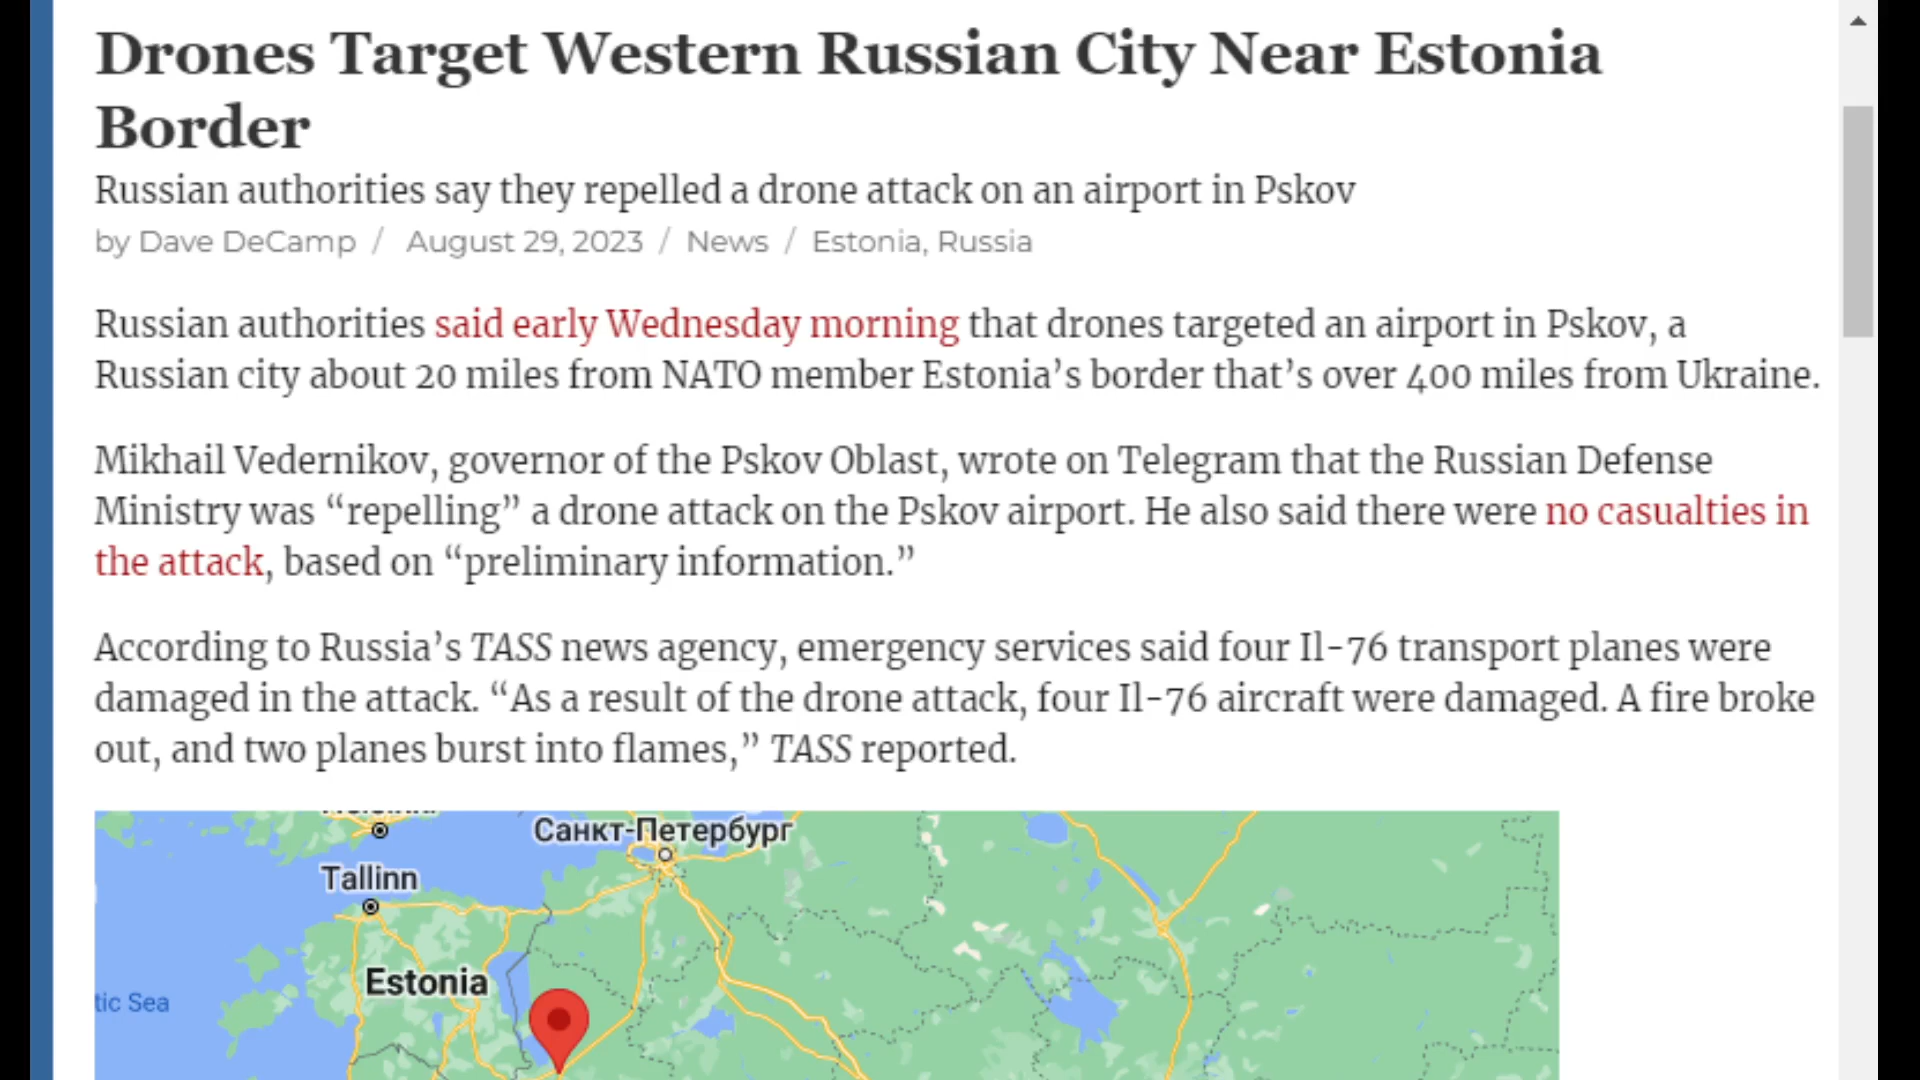 Drones Target Western Russian City Near Estonia
Border
Russian authorities say they repelled a drone attack on an airport in Pskov
by Dave DeCamp / August 29, 2023 / News / Estonia, Russia
Russian authorities said early Wednesday morning that drones targeted an airport in Pskov, a
Russian city about 20 miles from NATO member Estonia’s border that’s over 400 miles from Ukraine.
Mikhail Vedernikov, governor of the Pskov Oblast, wrote on Telegram that the Russian Defense
Ministry was “repelling” a drone attack on the Pskov airport. He also said there were no casualties in
the attack, based on “preliminary information.”
According to Russia’s TASS news agency, emergency services said four Il-76 transport planes were
damaged in the attack. “As a result of the drone attack, four Il-76 aircraft were damaged. A fire broke
out, and two planes burst into flames,” TASS reported.
Санкт-Петербург
Tallinn
Estonia
tic Sea